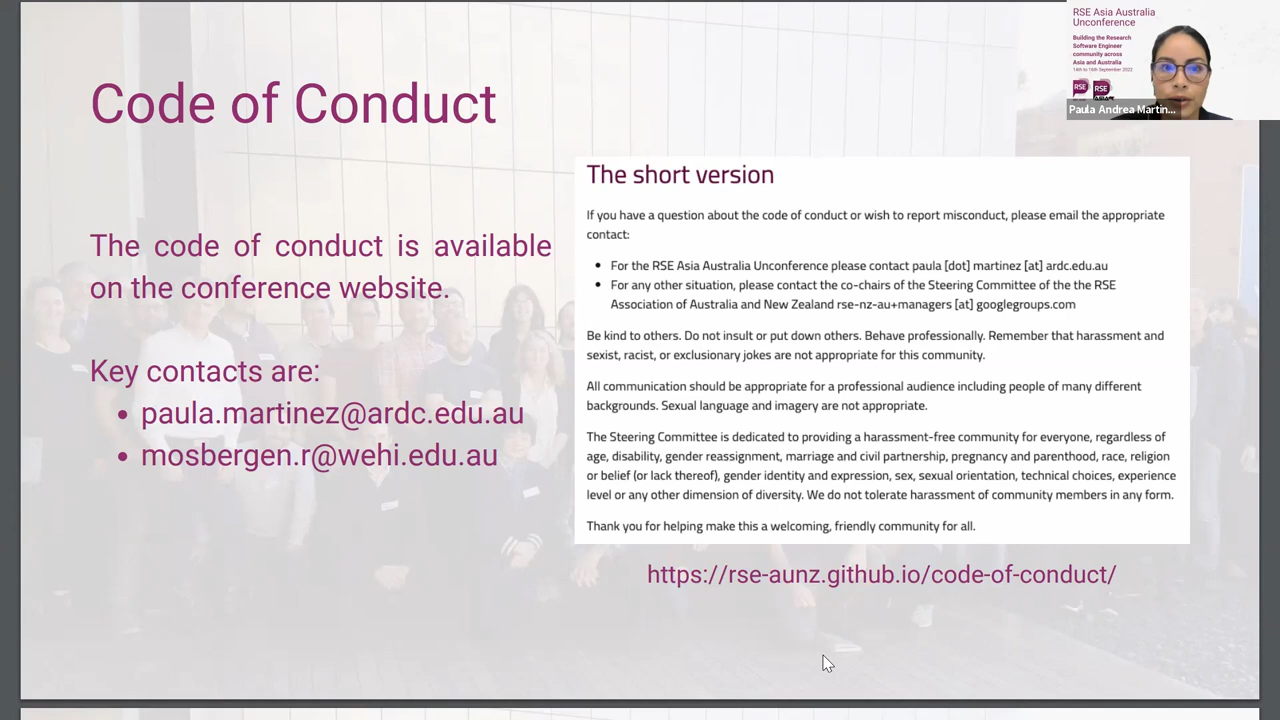 Code of Conduct
The code of conduct is available
on the conference website.
Key contacts are:
• paula.martinez@ardc.edu.au
• mosbergen.r@wehi.edu.au
The short version
If you have a question about the code of conduct or wish to report misconduct, please email the appropriate
contact:
• For the RSE Asia Australia Unconference please contact paula [dot] martinez [at] ardc.edu.au
• For any other situation, please contact the co-chairs of the Steering Committee of the the RSE
Association of Australia and New Zealand rse-nz-au+managers [at] googlegroups.com
Be kind to others. Do not insult or put down others. Behave professionally. Remember that harassment and
sexist, racist, or exclusionary jokes are not appropriate for this community.
All communication should be appropriate for a professional audience including people of many different
backgrounds. Sexual language and imagery are not appropriate.
The Steering Committee is dedicated to providing a harassment-free community for everyone, regardless of
age, disability, gender reassignment, marriage and civil partnership, pregnancy and parenthood, race, religion
or belief (or lack thereof), gender identity and expression, sex, sexual orientation, technical choices, experience
level or any other dimension of diversity. We do not tolerate harassment of community members in any form.
Thank you for helping make this a welcoming, friendly community for all.
https://rse-aunz.github.io/code-of-conduct/
RSE Asia Australia
Unconference
Building the Research
Software Engineer
community across
Asia and Australia
14th to 16th September 2022
RSE
RSE
Paula Andrea Martin...